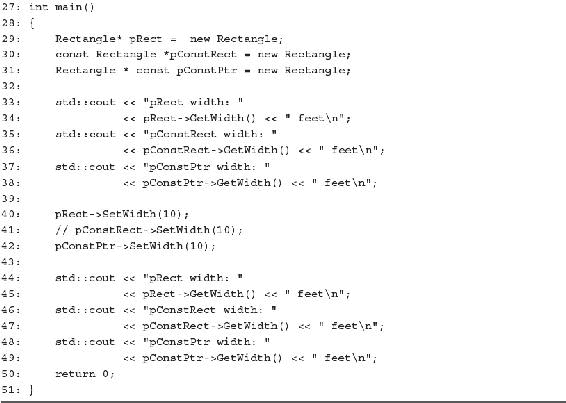 27: int main()
28: {
29:     Rectangle* pRect =  new Rectangle;
30:     const Rectangle *pConstRect = new Rectangle;
31:     Rectangle * const pConstPtr = new Rectangle;
32:
33:     std::cout << "pRect width: "
34:               << pRect->GetWidth() << " feet\n";
35:     std::cout << "pConstRect width: "
36:               << pConstRect->GetWidth() << " feet\n";
37:     std::cout << "pConstPtr width: "
38:               << pConstPtr->GetWidth() << " feet\n";
39:
40:     pRect->SetWidth(10);
41:     // pConstRect->SetWidth(10);
42:     pConstPtr->SetWidth(10);
43:
44:     std::cout << "pRect width: "
45:               << pRect->GetWidth() << " feet\n";
46:     std::cout << "pConstRect width: "
47:               << pConstRect->GetWidth() << " feet\n";
48:     std::cout << "pConstPtr width: "
49:               << pConstPtr->GetWidth() << " feet\n";
50:     return 0;
51: }